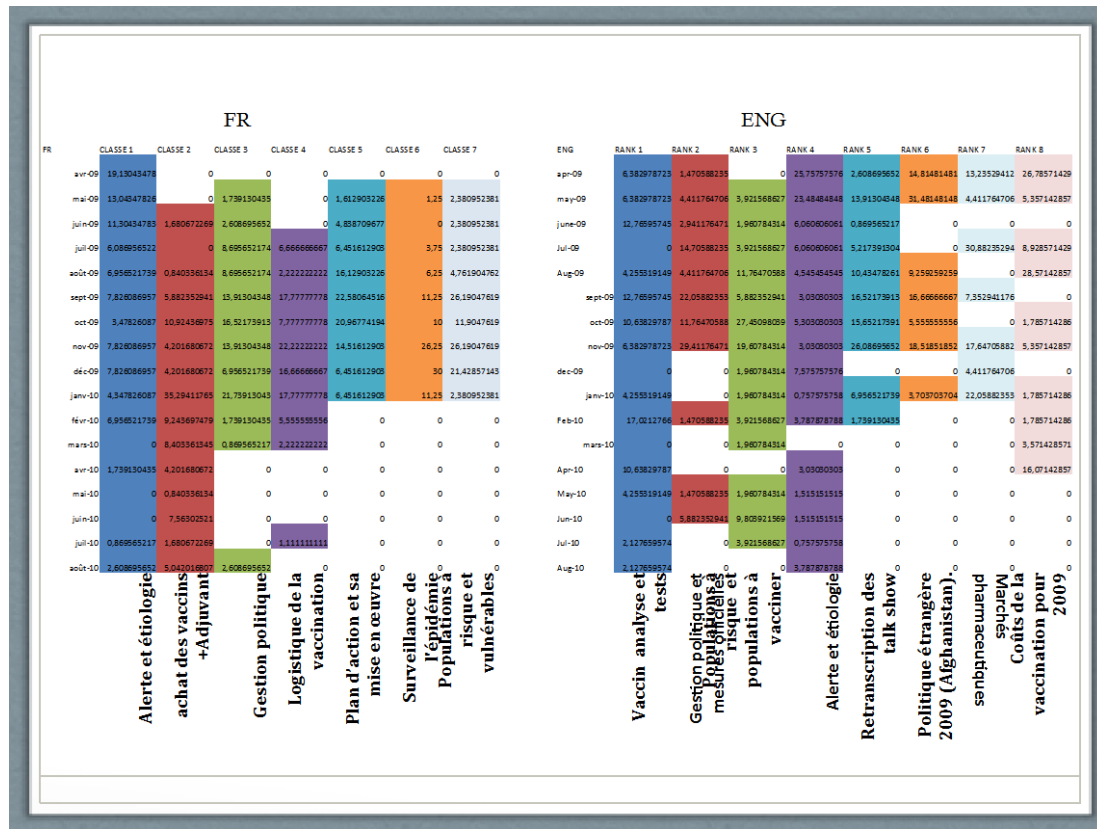 FR ENG
FR CLASSE 1 CLASSE 2 CLASSE 3 CLASSE 4 CLASSE 5 CLASSE 6 CLASSE 7 ENG RANK 1 RANK 2 RANK 3 RANK 4 RANK 5 RANK 6 RANK 7 RANK 8
avr-09 19,13043478 0 0 0 0 0 0 apr-09 6,382978723 1,470588235 0 25,75757576 2,608695652 14,81481481 13,23529412 26,78571429
mai-09 13,04347826 0 1,739130435 0 1,612903226 1,25 2,380952381 may-09 6,382978723 4,411764706 3,921568627 23,48484848 13,91304348 31,48148148 4,411764706 5,357142857
juin-09 11,30434783 1,680672269 2,608695652 0 4,838709677 0 2,380952381 june-09 12,76595745 2,941176471 1,960784314 6,060606061 0,869565217 0 0 0
juil-09 6,086956522 0 8,695652174 6,666666667 6,451612903 3,75 2,380952381 Jul-09 0 14,70588235 3,921568627 6,060606061 5,217391304 0 30,88235294 8,928571429
août-09 6,956521739 0,840336134 8,695652174 2,222222222 16,12903226 6,25 4,761904762 Aug-09 4,255319149 4,411764706 11,76470588 4,545454545 10,43478261 9,259259259 0 28,57142857
sept-09 7,826086957 5,882352941 13,91304348 17,77777778 22,58064516 11,25 26,19047619 sept-09 12,76595745 22,05882353 5,882352941 3,03030303 16,52173913 16,66666667 7,352941176 0
oct-09 3,47826087 10,92436975 16,52173913 7,777777778 20,96774194 10 11,9047619 oct-09 10,63829787 11,76470588 27,45098039 5,303030303 15,65217391 5,555555556 0 1,785714286
nov-09 7,826086957 4,201680672 13,91304348 22,22222222 14,51612903 26,25 26,19047619 nov-09 6,382978723 29,41176471 19,60784314 3,03030303 26,08695652 18,51851852 17,64705882 5,357142857
déc-09 7,826086957 4,201680672 6,956521739 16,66666667 6,451612903 30 21,42857143 dec-09 0 0 19,60784314 7,575757576 0 0 4,411764706 0
janv-10 4,347826087 35,29411765 21,73913043 17,77777778 6,451612903 11,25 2,380952381 janv-10 4,255319149 0 1,960784314 0,757575758 6,956521739 3,703703704 22,05882353 1,785714286
févr-10 6,956521739 9,243697479 1,739130435 5,555555556 0 0 0 Feb-10 17,0212766 1,470588235 3,921568627 3,787878788 1,739130435 0 0 1,785714286
mars-10 0 8,403361345 0,869565217 2,222222222 0 0 0 mars-10 0 0 1,960784314 0 0 0 0 3,571428571
avr-10 1,739130435 4,201680672 0 0 0 0 0 Apr-10 10,63829787 0 0 3,03030303 0 0 0 16,07142857
mai-10 0 0,840336134 0 0 0 0 0 May-10 4,255319149 1,470588235 1,960784314 1,515151515 0 0 0 0
juin-10 0 7,56302521 0 0 0 0 0 Jun-10 0 5,882352941 9,803921569 1,515151515 0 0 0 0
juil-10 0,869565217 1,680672269 0 1,111111111 0 0 0 Jul-10 2,127659574 0 3,921568627 0,757575758 0 0 0 0
août-10 2,608695652 5,042016807 2,608695652 0 0 0 0 Aug-10 2,127659574 0 0 3,787878788 0 0 0 0
Alerte et étiologie
achat des vaccins
+Adjuvant
Gestion politique
Logistique de la
vaccination
Plan d'action et sa
mise en œuvre
Surveillance de
l'épidémie
Populations à
risque et
vulnérables
Vaccin analyse et
tests
Gestion politique et
mesures officielles
Populations à
risque et
populations à
vacciner
Alerte et étiologie
Retranscription des
talk show
Politique étrangère
2009 (Afghanistan).
Marchés
pharmaceutiques
Coûts de la
vaccination pour
2009